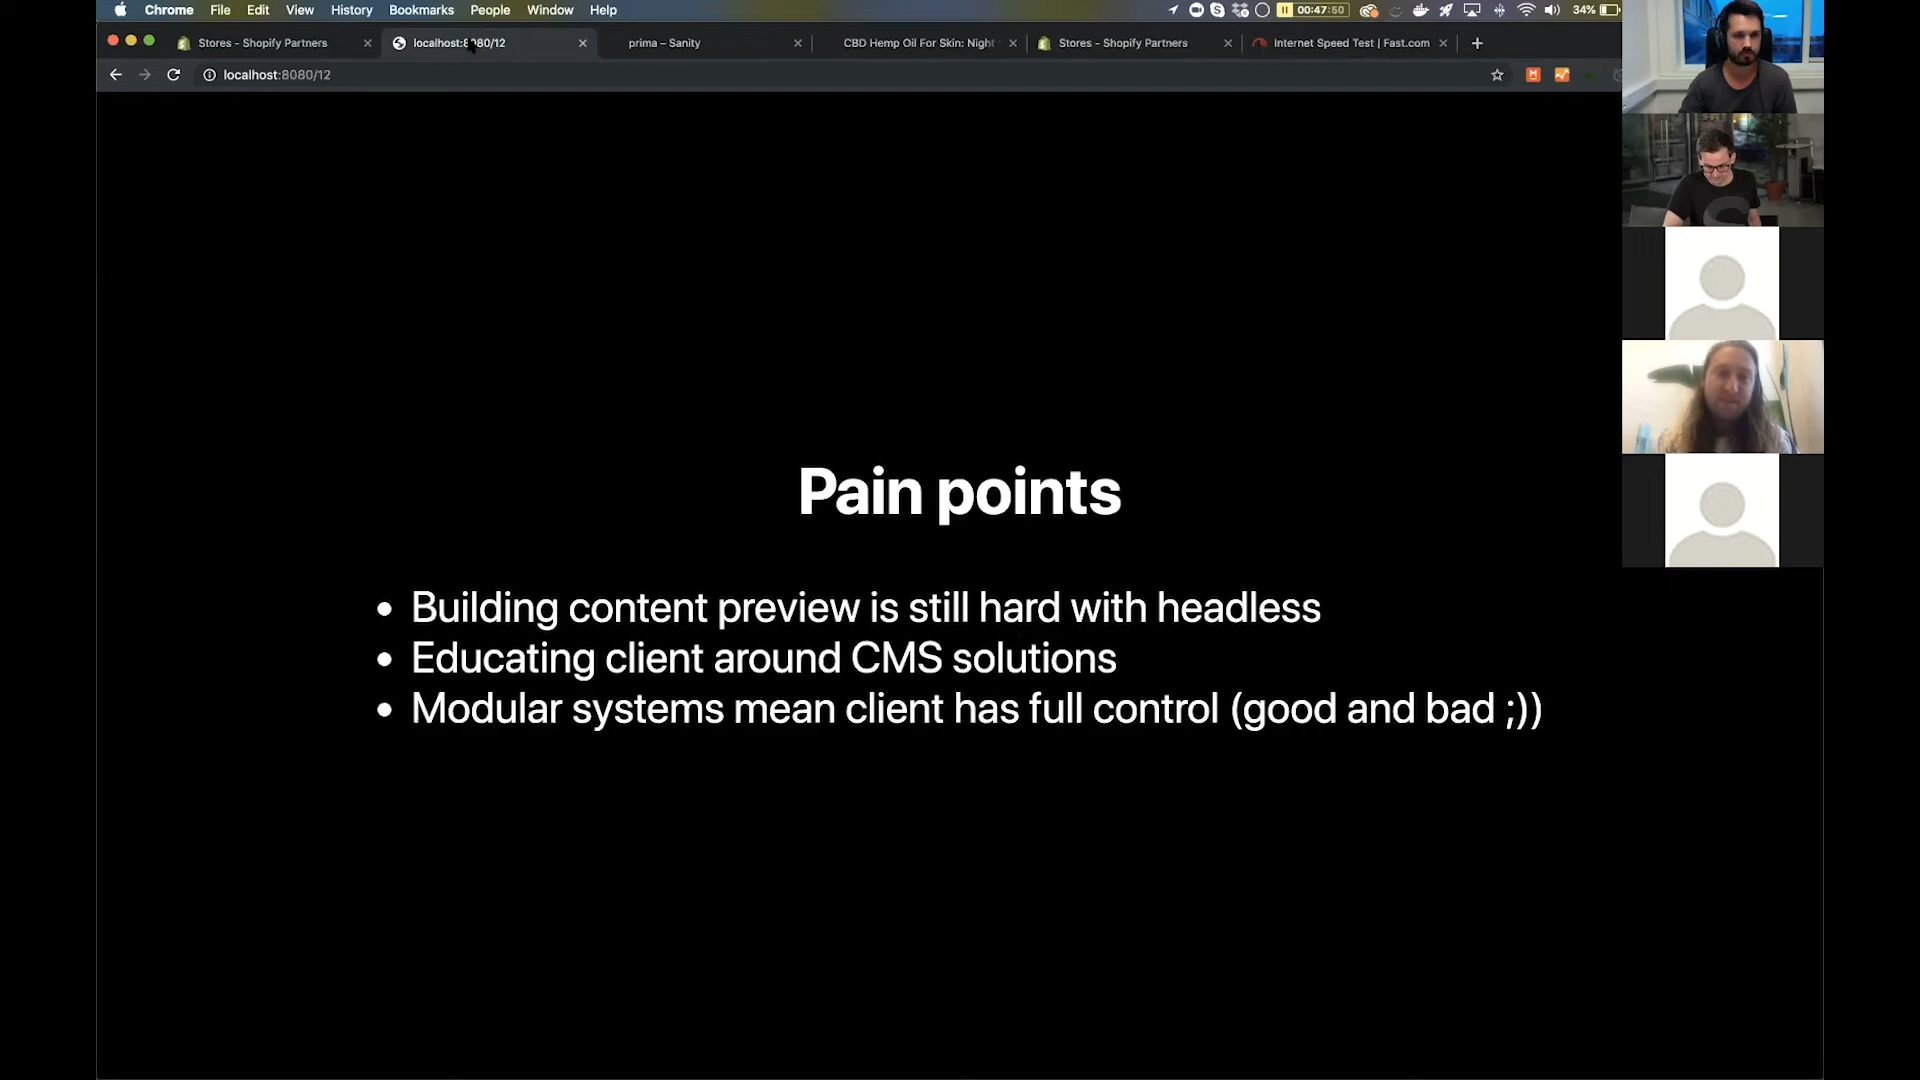 Chrome File Edit View History Bookmarks People Window Help 00:47:50 34%
Stores - Shopify Partners localhost:8080/12 prima – Sanity CBD Hemp Oil For Skin: Night Stores - Shopify Partners Internet Speed Test | Fast.com
localhost:8080/12
Pain points
• Building content preview is still hard with headless
• Educating client around CMS solutions
• Modular systems mean client has full control (good and bad ;))